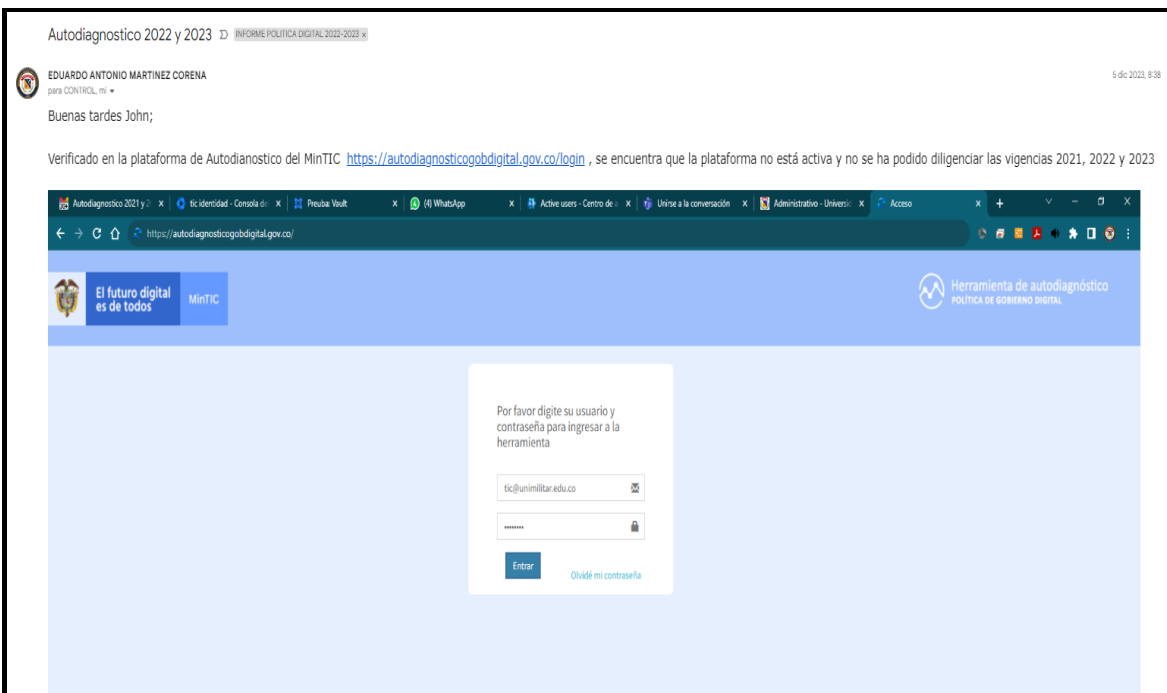 Autodiagnostico 2022 y 2023 INFORME POLITICA DIGITAL 2022-2023 x
EDUARDO ANTONIO MARTINEZ CORENA 5 dic 2023, 8:38
para CONTROL, mí
Buenas tardes John;
Verificado en la plataforma de Autodianostico del MinTIC https://autodiagnosticogobdigital.gov.co/login , se encuentra que la plataforma no está activa y no se ha podido diligenciar las vigencias 2021, 2022 y 2023
Autodiagnostico 2021 y 2 x tic identidad - Consola de x Preuba: Vault x (4) WhatsApp x Active users - Centro de a x Unirse a la conversación x Administrativo - Universid x Acceso x +
https://autodiagnosticogobdigital.gov.co/
El futuro digital
es de todos
MinTIC
Herramienta de autodiagnóstico
POLÍTICA DE GOBIERNO DIGITAL
Por favor digite su usuario y
contraseña para ingresar a la
herramienta
tic@unimilitar.edu.co
••••••••
Entrar
Olvidé mi contraseña